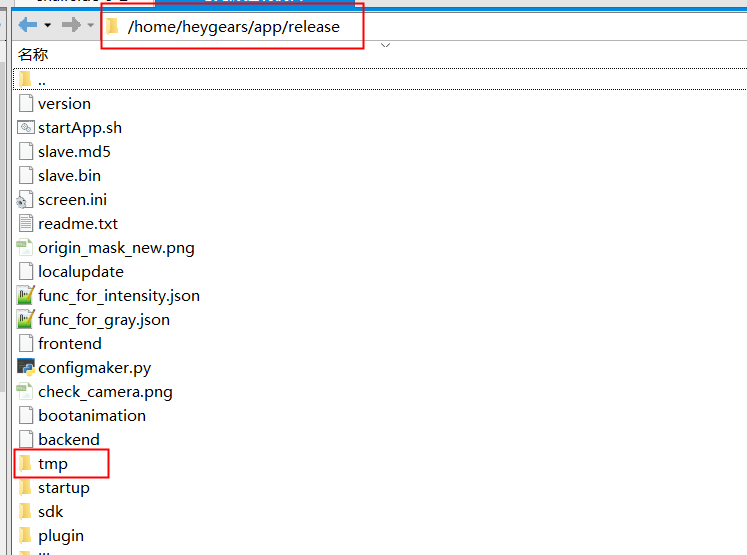 /home/heygears/app/release
名称
..
version
startApp.sh
slave.md5
slave.bin
screen.ini
readme.txt
origin_mask_new.png
localupdate
func_for_intensity.json
func_for_gray.json
frontend
configmaker.py
check_camera.png
bootanimation
backend
tmp
startup
sdk
plugin